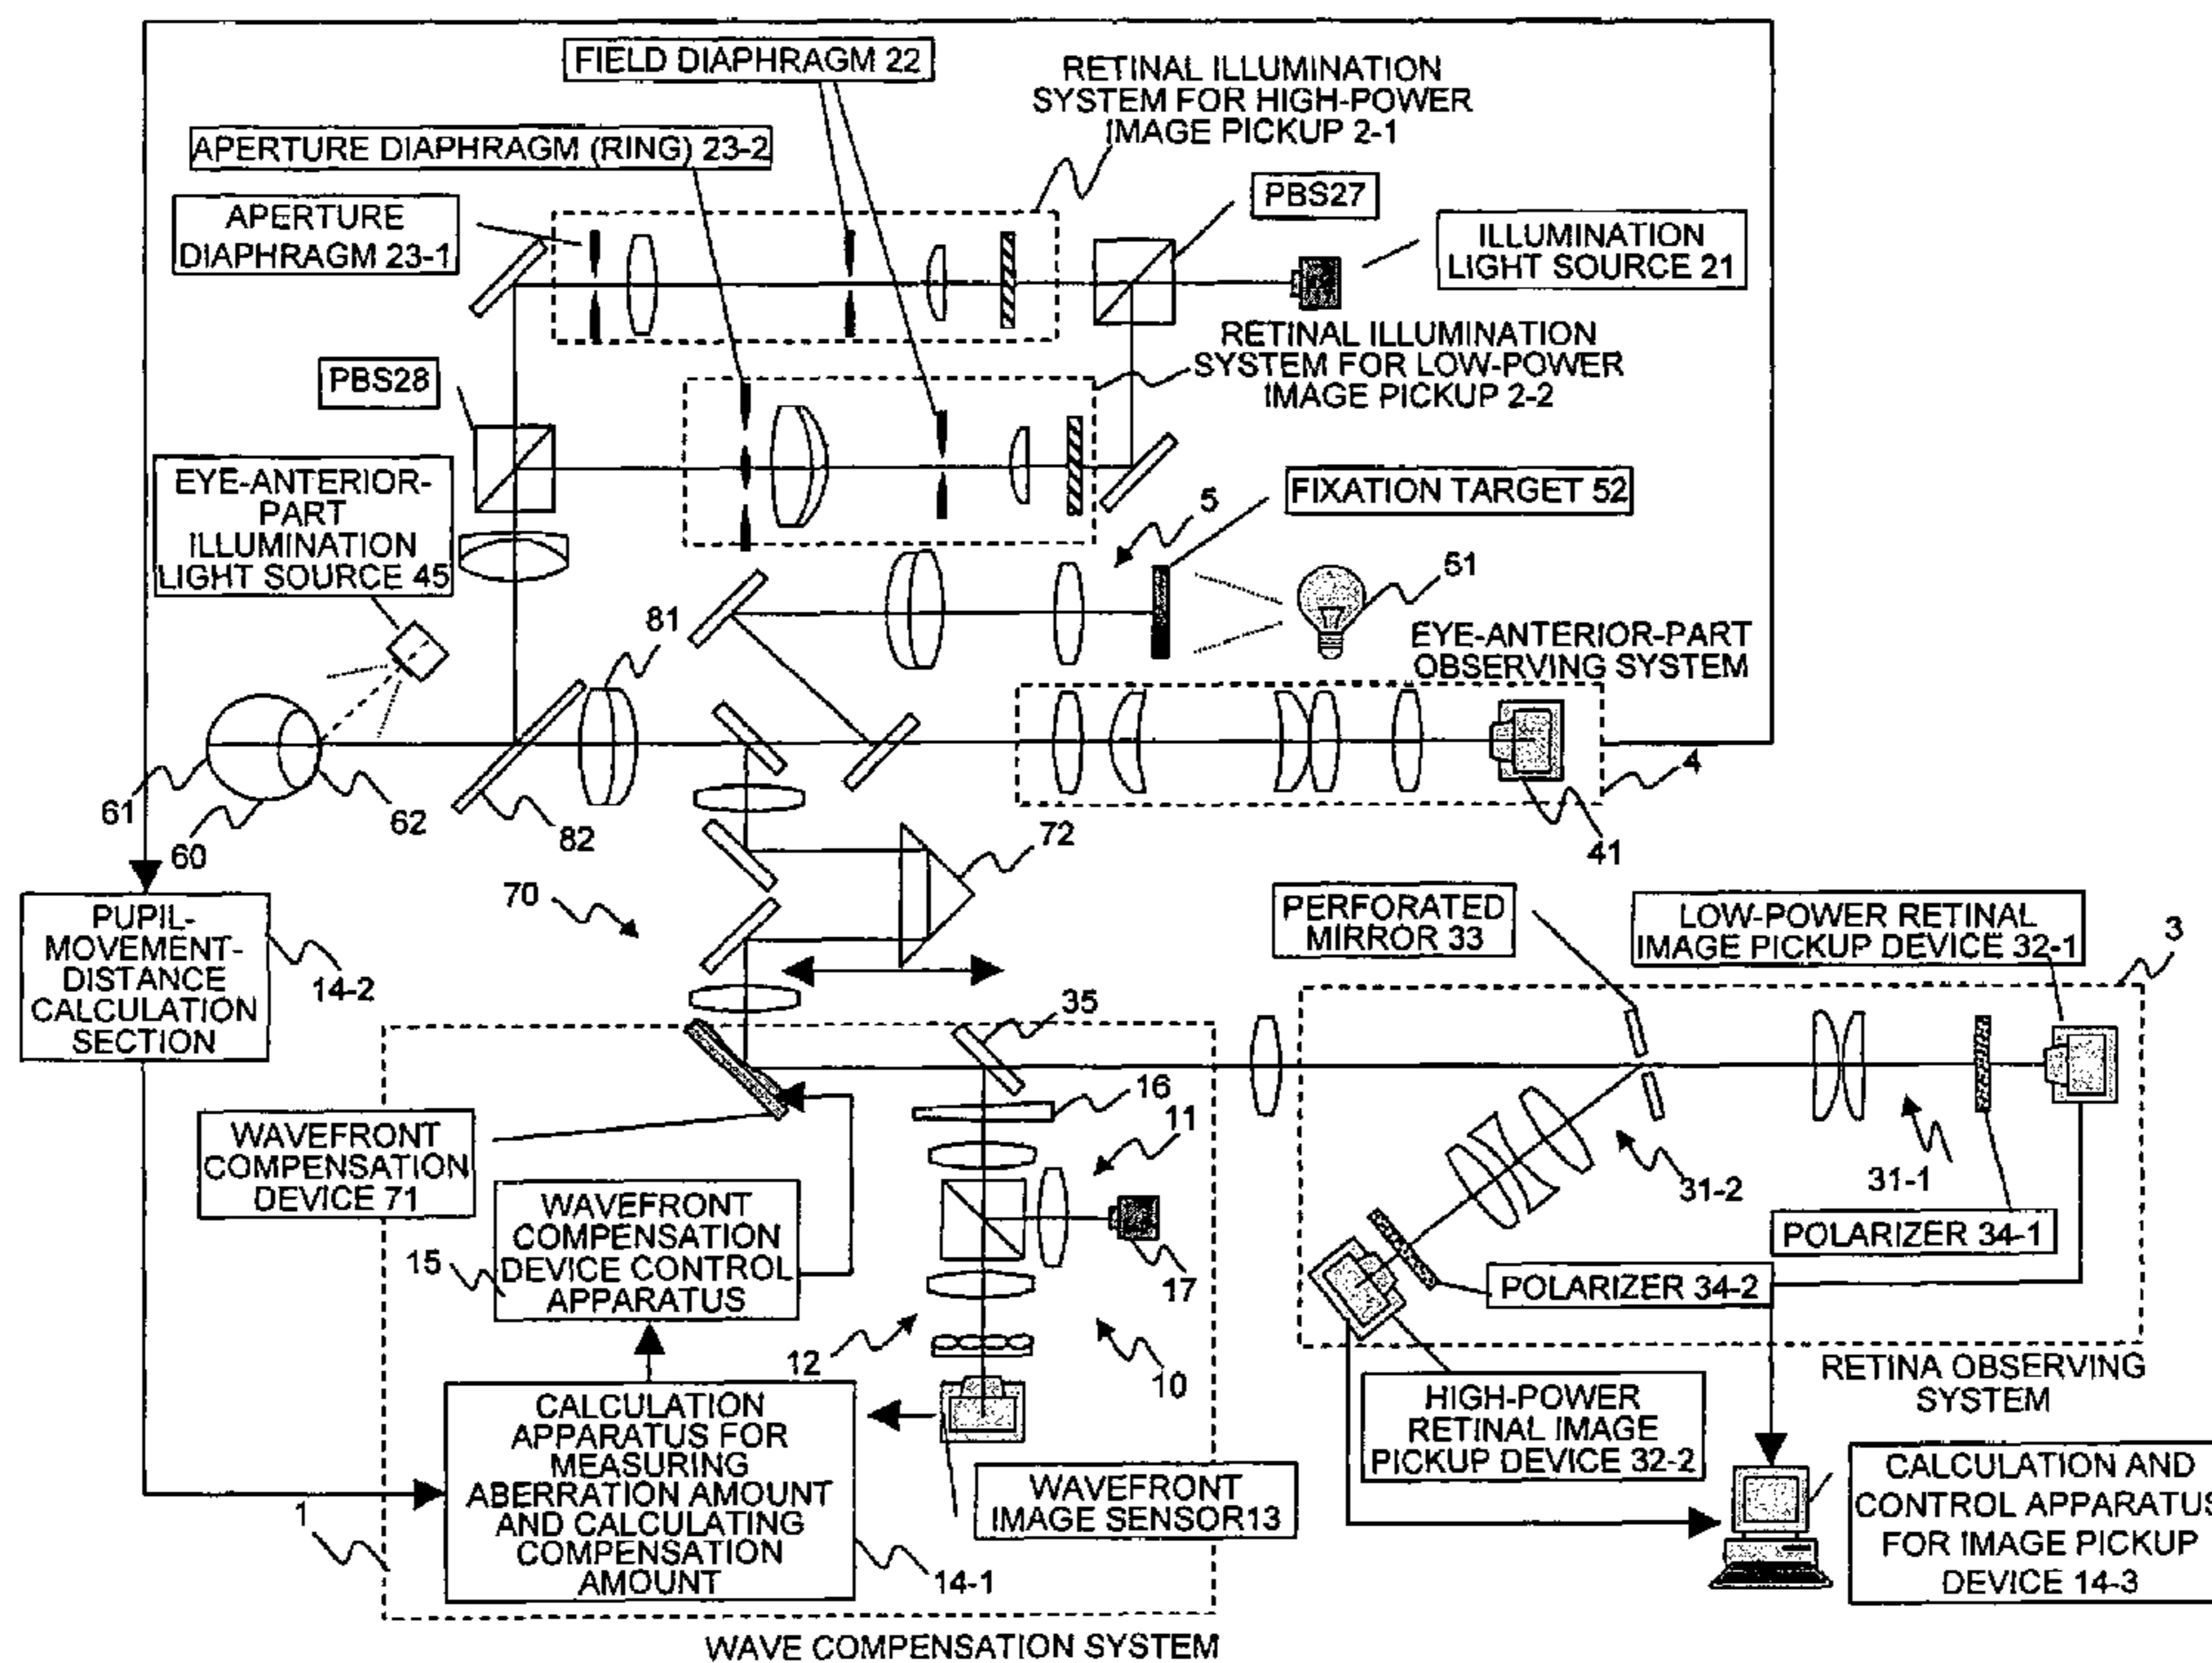 FIELD DIAPHRAGM 22
RETINAL ILLUMINATION
SYSTEM FOR HIGH-POWER
IMAGE PICKUP 2-1
APERTURE DIAPHRAGM (RING) 23-2
APERTURE
DIAPHRAGM 23-1
PBS27
ILLUMINATION
LIGHT SOURCE 21
RETINAL ILLUMINATION
SYSTEM FOR LOW-POWER
IMAGE PICKUP 2-2
PBS28
EYE-ANTERIOR-
PART
ILLUMINATION
LIGHT SOURCE 45
5
FIXATION TARGET 52
51
81
EYE-ANTERIOR-PART
OBSERVING SYSTEM
61
60
62
82
4
41
72
70
PUPIL-
MOVEMENT-
DISTANCE
CALCULATION
SECTION
14-2
PERFORATED
MIRROR 33
LOW-POWER RETINAL
IMAGE PICKUP DEVICE 32-1
3
35
16
11
WAVEFRONT
COMPENSATION
DEVICE 71
31-2
31-1
WAVEFRONT
COMPENSATION
DEVICE CONTROL
APPARATUS
15
17
POLARIZER 34-1
POLARIZER 34-2
12
10
RETINA OBSERVING
SYSTEM
CALCULATION
APPARATUS FOR
MEASURING
ABERRATION AMOUNT
AND CALCULATING
COMPENSATION
AMOUNT
HIGH-POWER
RETINAL IMAGE
PICKUP DEVICE 32-2
WAVEFRONT
IMAGE SENSOR13
CALCULATION AND
CONTROL APPARATUS
FOR IMAGE PICKUP
DEVICE 14-3
1
14-1
WAVE COMPENSATION SYSTEM